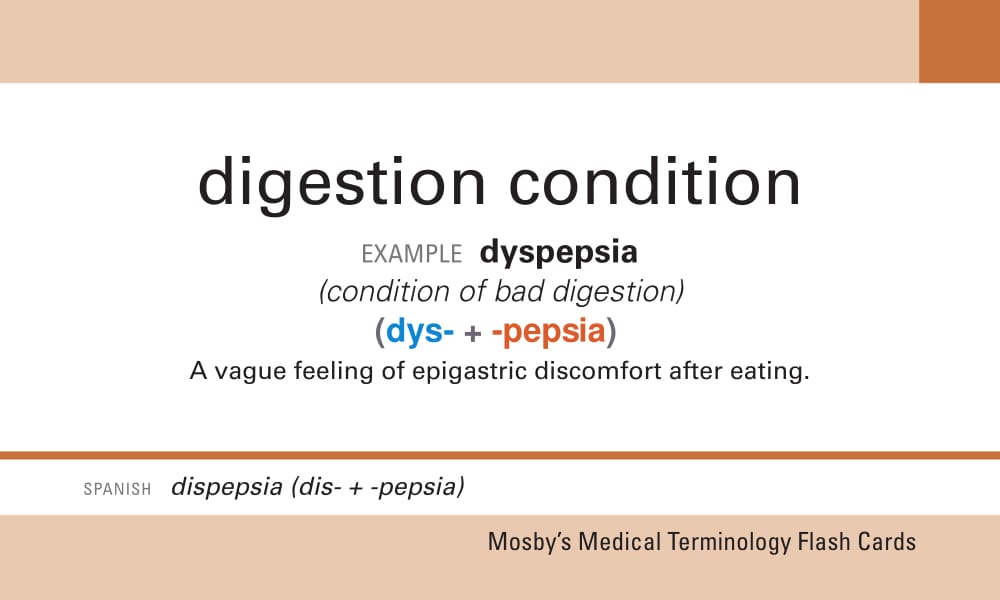 digestion condition
EXAMPLE dyspepsia
(condition of bad digestion)
(dys- + -pepsia)
A vague feeling of epigastric discomfort after eating.
SPANISH dispepsia (dis- + -pepsia)
Mosby's Medical Terminology Flash Cards